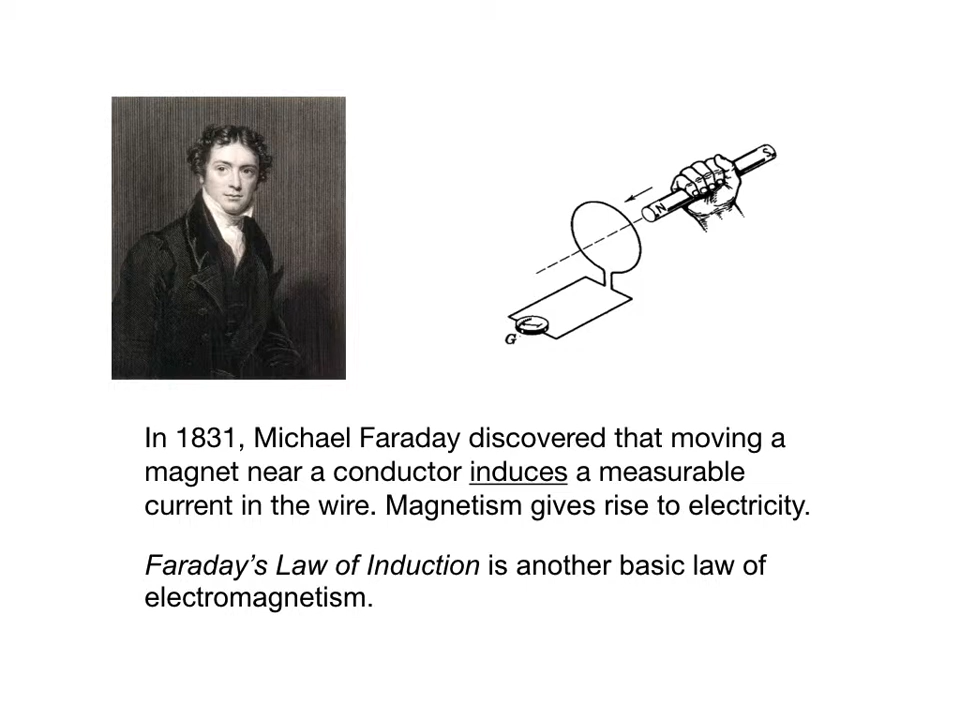 S
N
G
In 1831, Michael Faraday discovered that moving a
magnet near a conductor induces a measurable
current in the wire. Magnetism gives rise to electricity.
Faraday’s Law of Induction is another basic law of
electromagnetism.